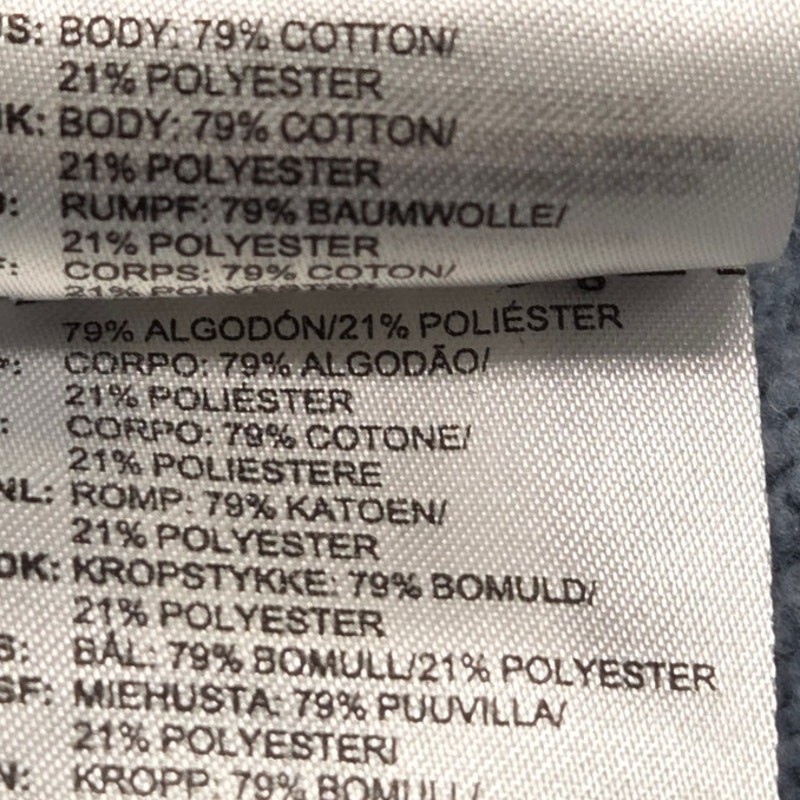 S: BODY: 79% COTTON/
21% POLYESTER
K: BODY: 79% COTTON/
21% POLYESTER
: RUMPF: 79% BAUMWOLLE/
21% POLYESTER
F: CORPS: 79% COTON/
21% POLYESTER
79% ALGODÓN/21% POLIÉSTER
: CORPO: 79% ALGODÃO/
21% POLIÉSTER
: CORPO: 79% COTONE/
21% POLIESTERE
NL: ROMP: 79% KATOEN/
21% POLYESTER
DK: KROPSTYKKE: 79% BOMULD/
21% POLYESTER
S: BÅL: 79% BOMULL/21% POLYESTER
SF: MIEHUSTA: 79% PUUVILLA/
21% POLYESTERI
N: KROPP: 79% BOMULL/